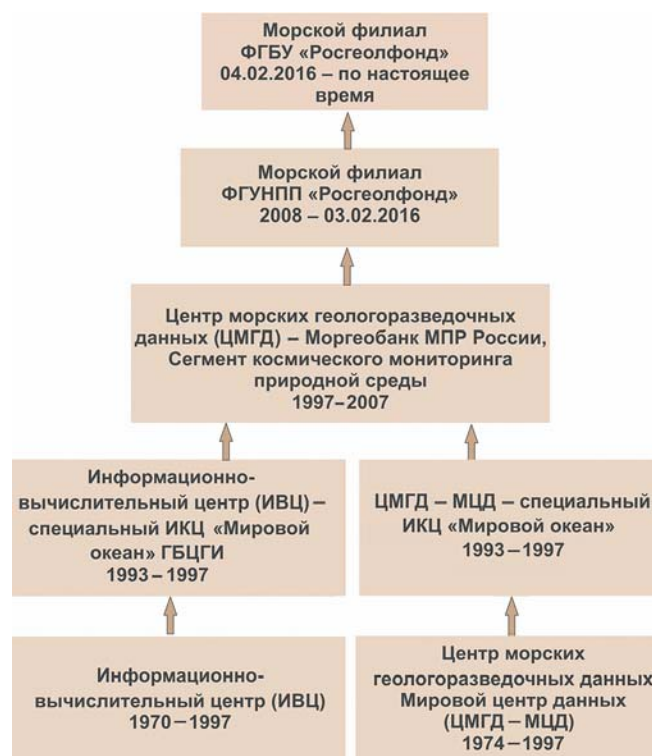 Морской филиал
ФГБУ «Росгеолфонд»
04.02.2016 – по настоящее
время
Морской филиал
ФГУНПП «Росгеолфонд»
2008 – 03.02.2016
Центр морских геологоразведочных
данных (ЦМГД) – Моргеобанк МПР России,
Сегмент космического мониторинга
природной среды
1997–2007
Информационно-
вычислительный центр (ИВЦ) –
специальный ИКЦ «Мировой
океан» ГБЦГИ
1993 – 1997
ЦМГД – МЦД – специальный
ИКЦ «Мировой океан»
1993 – 1997
Информационно-
вычислительный центр (ИВЦ)
1970 – 1997
Центр морских
геологоразведочных данных
Мировой центр данных
(ЦМГД – МЦД)
1974 – 1997